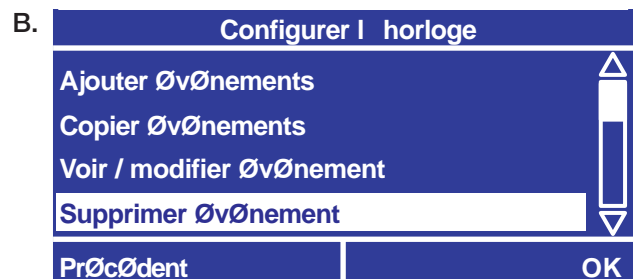 B.
Configurer l horloge
Ajouter ØvØnements
Copier ØvØnements
Voir / modifier ØvØnement
Supprimer ØvØnement
PrØcØdent OK